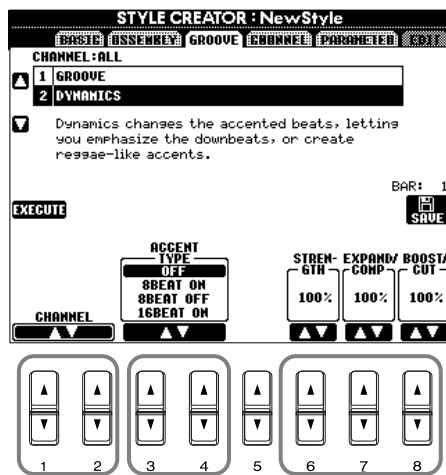 STYLE CREATOR : NewStyle
BASIC ASSEMBLY GROOVE CHANNEL PARAMETER EDIT
CHANNEL:ALL
1 GROOVE
2 DYNAMICS
Dynamics changes the accented beats, letting
you emphasize the downbeats, or create
reggae-like accents.
BAR: 1
EXECUTE
SAVE
ACCENT
TYPE
OFF
8BEAT ON
8BEAT OFF
16BEAT ON
STREN-
GTH
100%
EXPAND/
COMP
100%
BOOST/
CUT
100%
CHANNEL
1 2 3 4 5 6 7 8